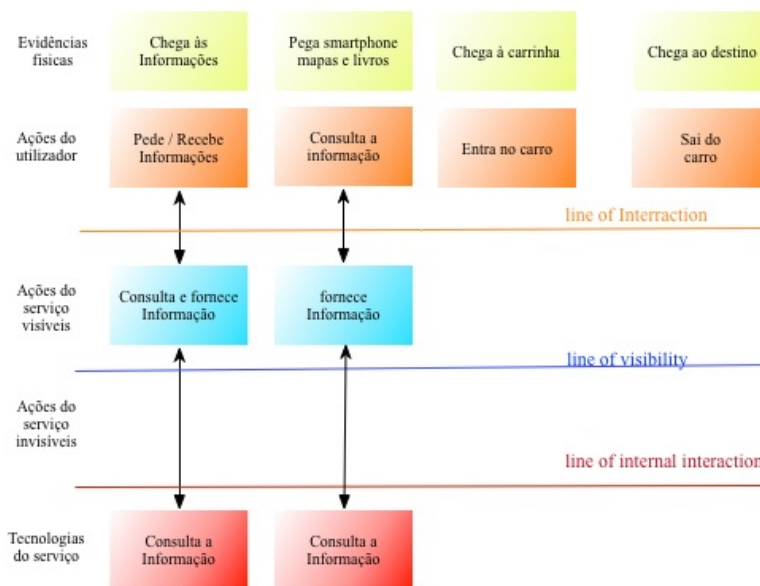 Evidências
fisicas
Chega às
Informações
Pega smartphone
mapas e livros
Chega à carrinha
Chega ao destino
Ações do
utilizador
Pede / Recebe
Informações
Consulta a
informação
Entra no carro
Sai do
carro
line of Interraction
Ações do
serviço
visíveis
Consulta e fornece
Informação
fornece
Informação
line of visibility
Ações do
serviço
invisíveis
line of internal interaction
Tecnologias
do serviço
Consulta a
Informação
Consulta a
Informação